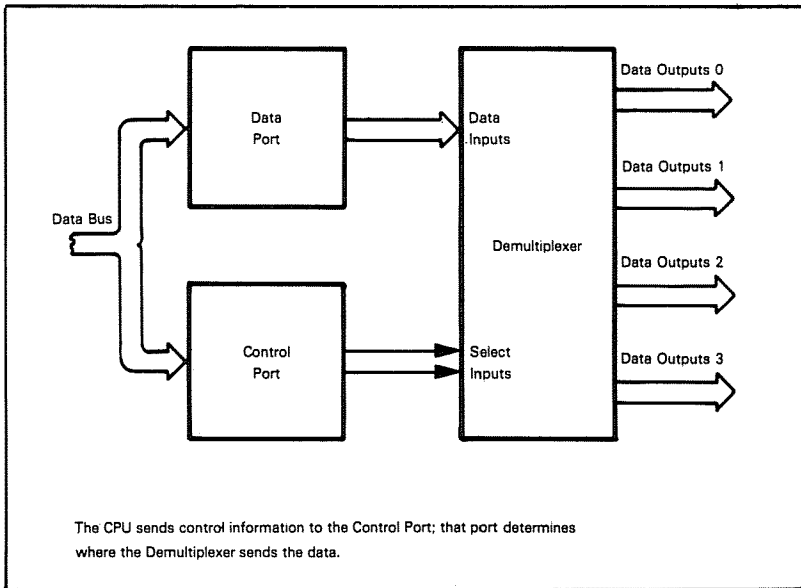 Data Bus
Data
Port
Control
Port
Data
Inputs
Demultiplexer
Select
Inputs
Data Outputs 0
Data Outputs 1
Data Outputs 2
Data Outputs 3
The CPU sends control information to the Control Port; that port determines
where the Demultiplexer sends the data.